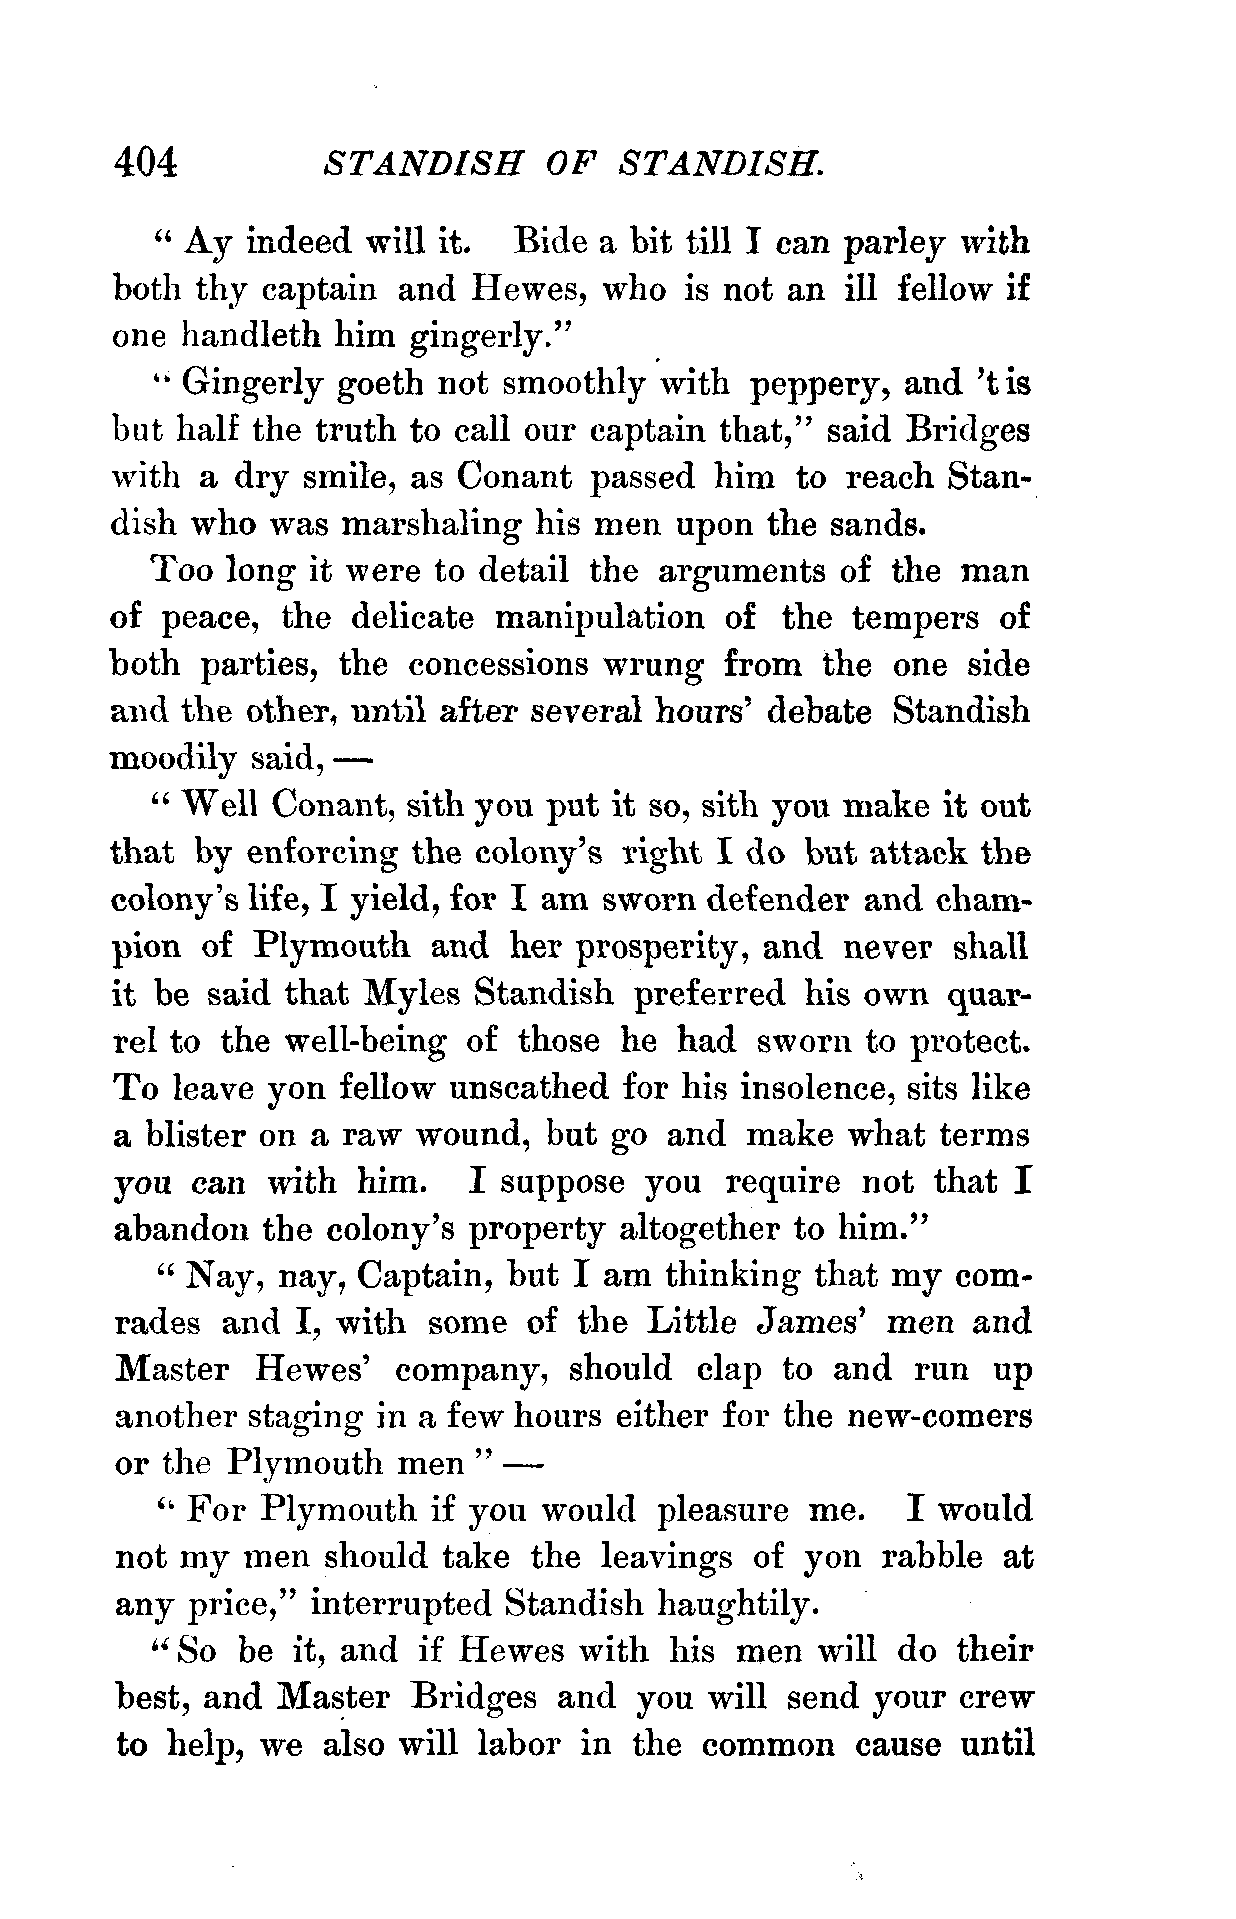 404 STANDISH OF STANDISH.
“ Ay indeed will it. Bide a bit till I can parley with
both thy captain and Hewes, who is not an ill fellow if
one handleth him gingerly.”
“ Gingerly goeth not smoothly with peppery, and ’t is
but half the truth to call our captain that,” said Bridges
with a dry smile, as Conant passed him to reach Stan-
dish who was marshaling his men upon the sands.
Too long it were to detail the arguments of the man
of peace, the delicate manipulation of the tempers of
both parties, the concessions wrung from the one side
and the other, until after several hours’ debate Standish
moodily said, —
“ Well Conant, sith you put it so, sith you make it out
that by enforcing the colony’s right I do but attack the
colony’s life, I yield, for I am sworn defender and cham-
pion of Plymouth and her prosperity, and never shall
it be said that Myles Standish preferred his own quar-
rel to the well-being of those he had sworn to protect.
To leave yon fellow unscathed for his insolence, sits like
a blister on a raw wound, but go and make what terms
you can with him. I suppose you require not that I
abandon the colony’s property altogether to him.”
“ Nay, nay, Captain, but I am thinking that my com-
rades and I, with some of the Little James’ men and
Master Hewes’ company, should clap to and run up
another staging in a few hours either for the new-comers
or the Plymouth men ” —
“ For Plymouth if you would pleasure me. I would
not my men should take the leavings of yon rabble at
any price,” interrupted Standish haughtily.
“ So be it, and if Hewes with his men will do their
best, and Master Bridges and you will send your crew
to help, we also will labor in the common cause until